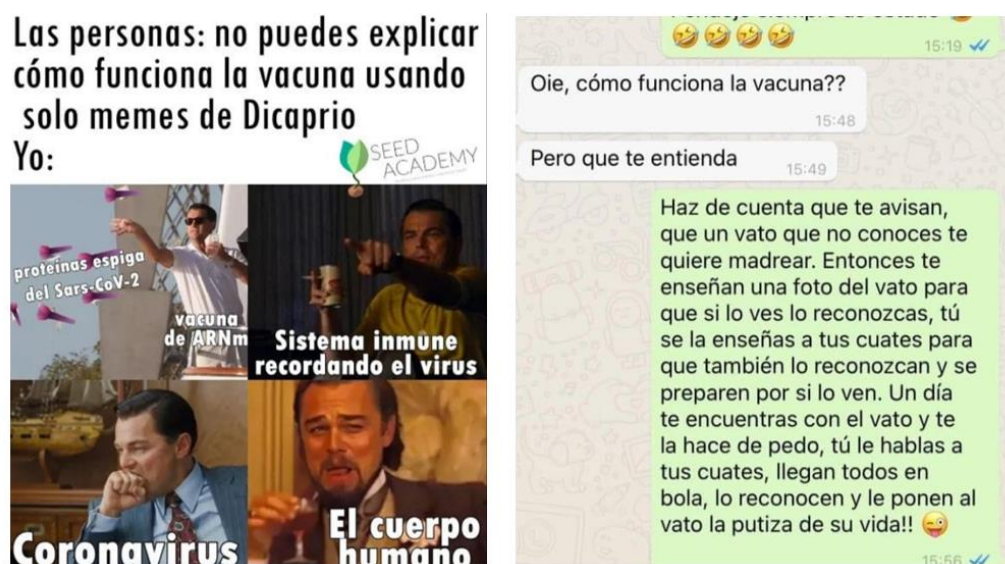 Las personas: no puedes explicar
cómo funciona la vacuna usando
solo memes de Dicaprio
Yo:
SEED
ACADEMY
proteínas espiga
del Sars-CoV-2
vacuna
de ARNm
Sistema inmune
recordando el virus
Coronavirus
El cuerpo
humano
15:19
Oie, cómo funciona la vacuna??
15:48
Pero que te entienda
15:49
Haz de cuenta que te avisan,
que un vato que no conoces te
quiere madrear. Entonces te
enseñan una foto del vato para
que si lo ves lo reconozcas, tú
se la enseñas a tus cuates para
que también lo reconozcan y se
preparen por si lo ven. Un día
te encuentras con el vato y te
la hace de pedo, tú le hablas a
tus cuates, llegan todos en
bola, lo reconocen y le ponen al
vato la putiza de su vida!! 😜
15:56